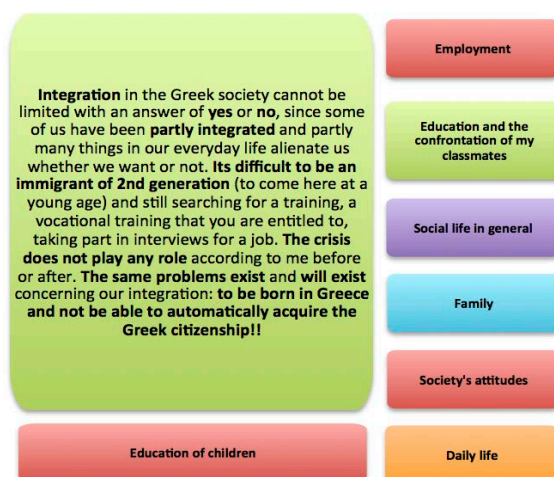 Integration in the Greek society cannot be
limited with an answer of yes or no, since some
of us have been partly integrated and partly
many things in our everyday life alienate us
whether we want or not. Its difficult to be an
immigrant of 2nd generation (to come here at a
young age) and still searching for a training, a
vocational training that you are entitled to,
taking part in interviews for a job. The crisis
does not play any role according to me before
or after. The same problems exist and will exist
concerning our integration: to be born in Greece
and not be able to automatically acquire the
Greek citizenship!!
Employment
Education and the
confrontation of my
classmates
Social life in general
Family
Society's attitudes
Education of children
Daily life